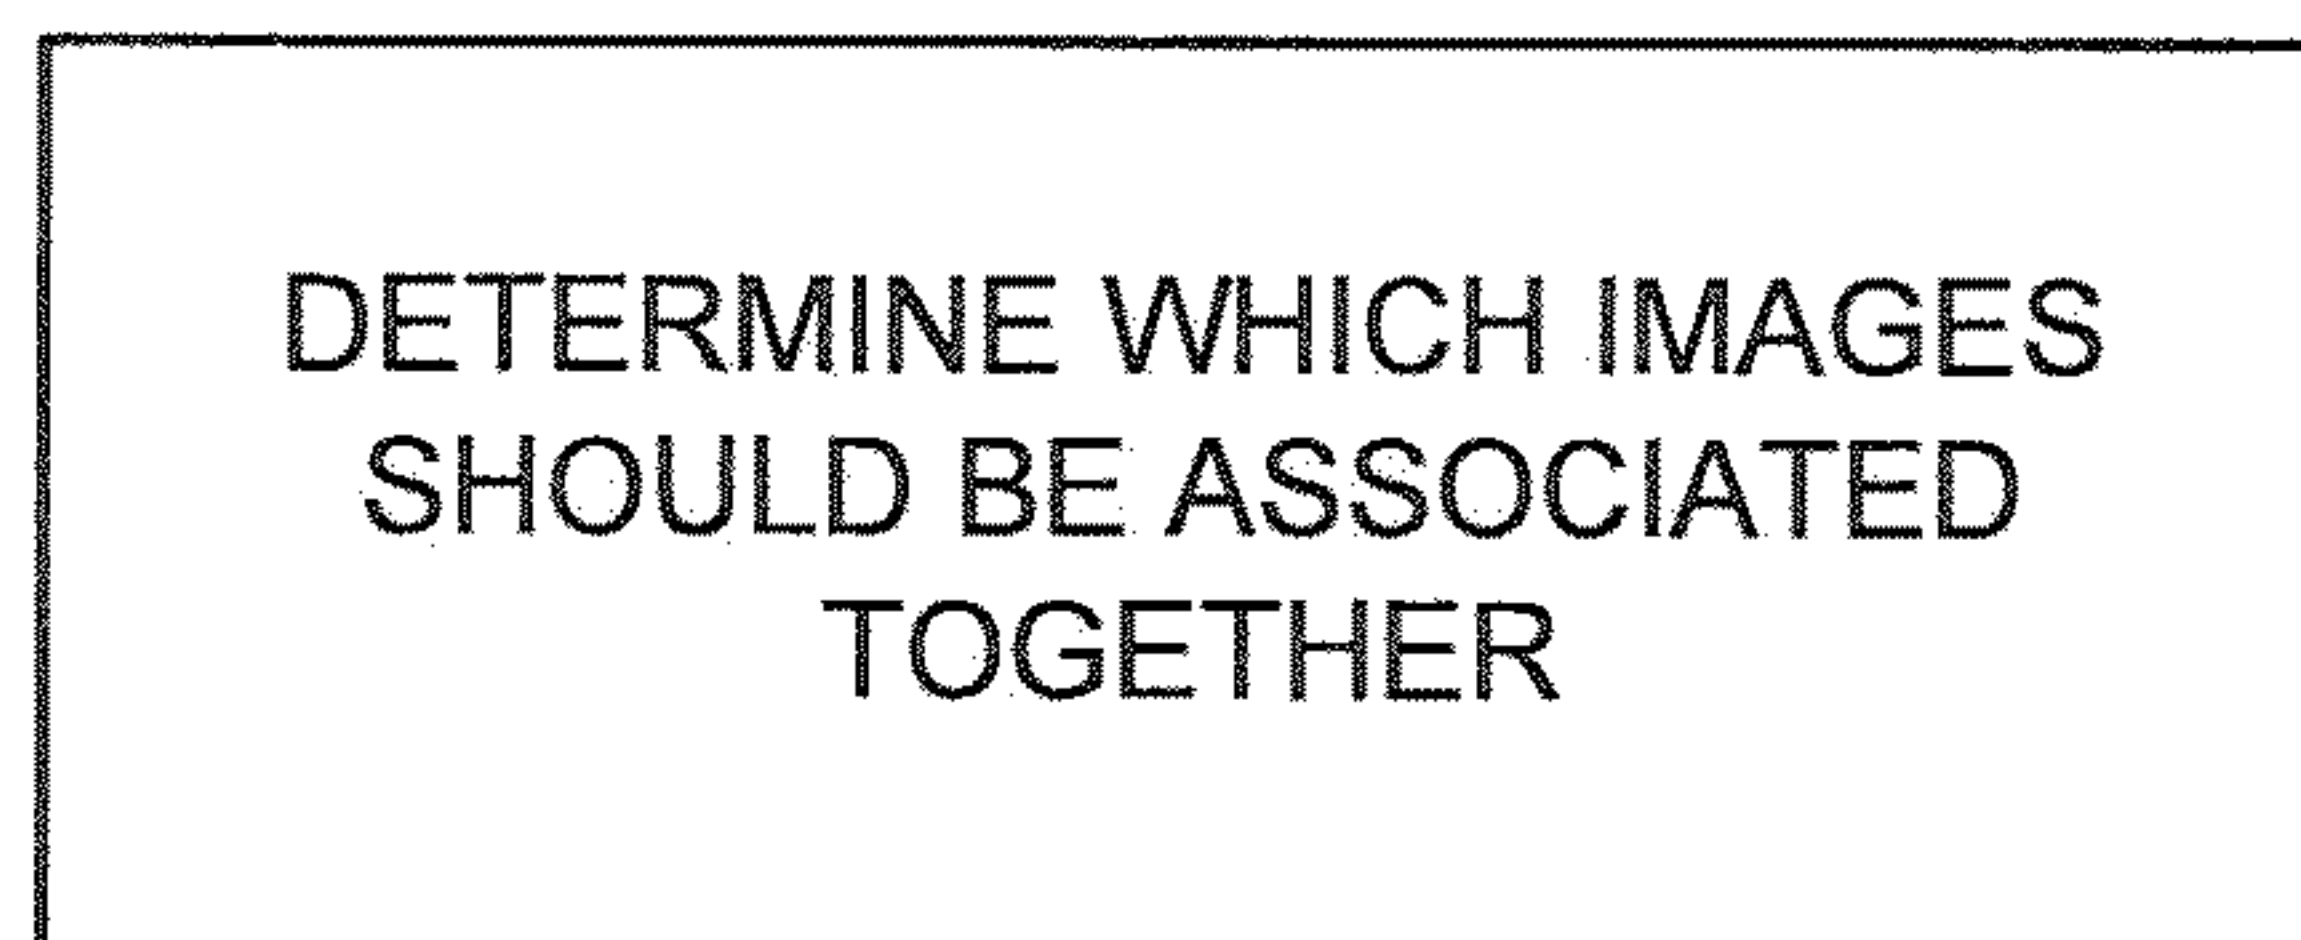 DETERMINE WHICH IMAGES
SHOULD BE ASSOCIATED
TOGETHER